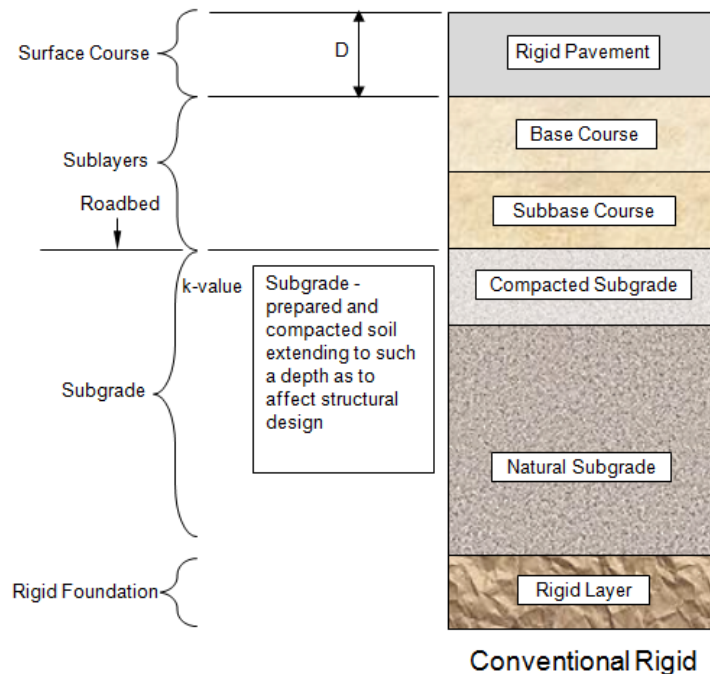 Surface Course
D
Rigid Pavement
Base Course
Sublayers
Roadbed
Subbase Course
k-value
Subgrade -
prepared and
compacted soil
extending to such
a depth as to
affect structural
design
Compacted Subgrade
Subgrade
Natural Subgrade
Rigid Foundation
Rigid Layer
Conventional Rigid